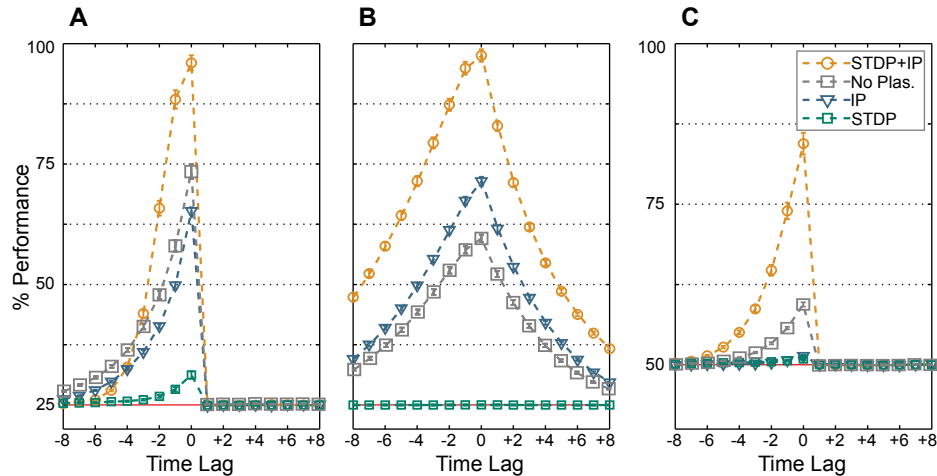 A
B
C
% Performance
100
75
50
25
-8 -6 -4 -2 0 +2 +4 +6 +8
Time Lag
-8 -6 -4 -2 0 +2 +4 +6 +8
Time Lag
100
75
50
-8 -6 -4 -2 0 +2 +4 +6 +8
Time Lag
STDP+IP
No Plas.
IP
STDP